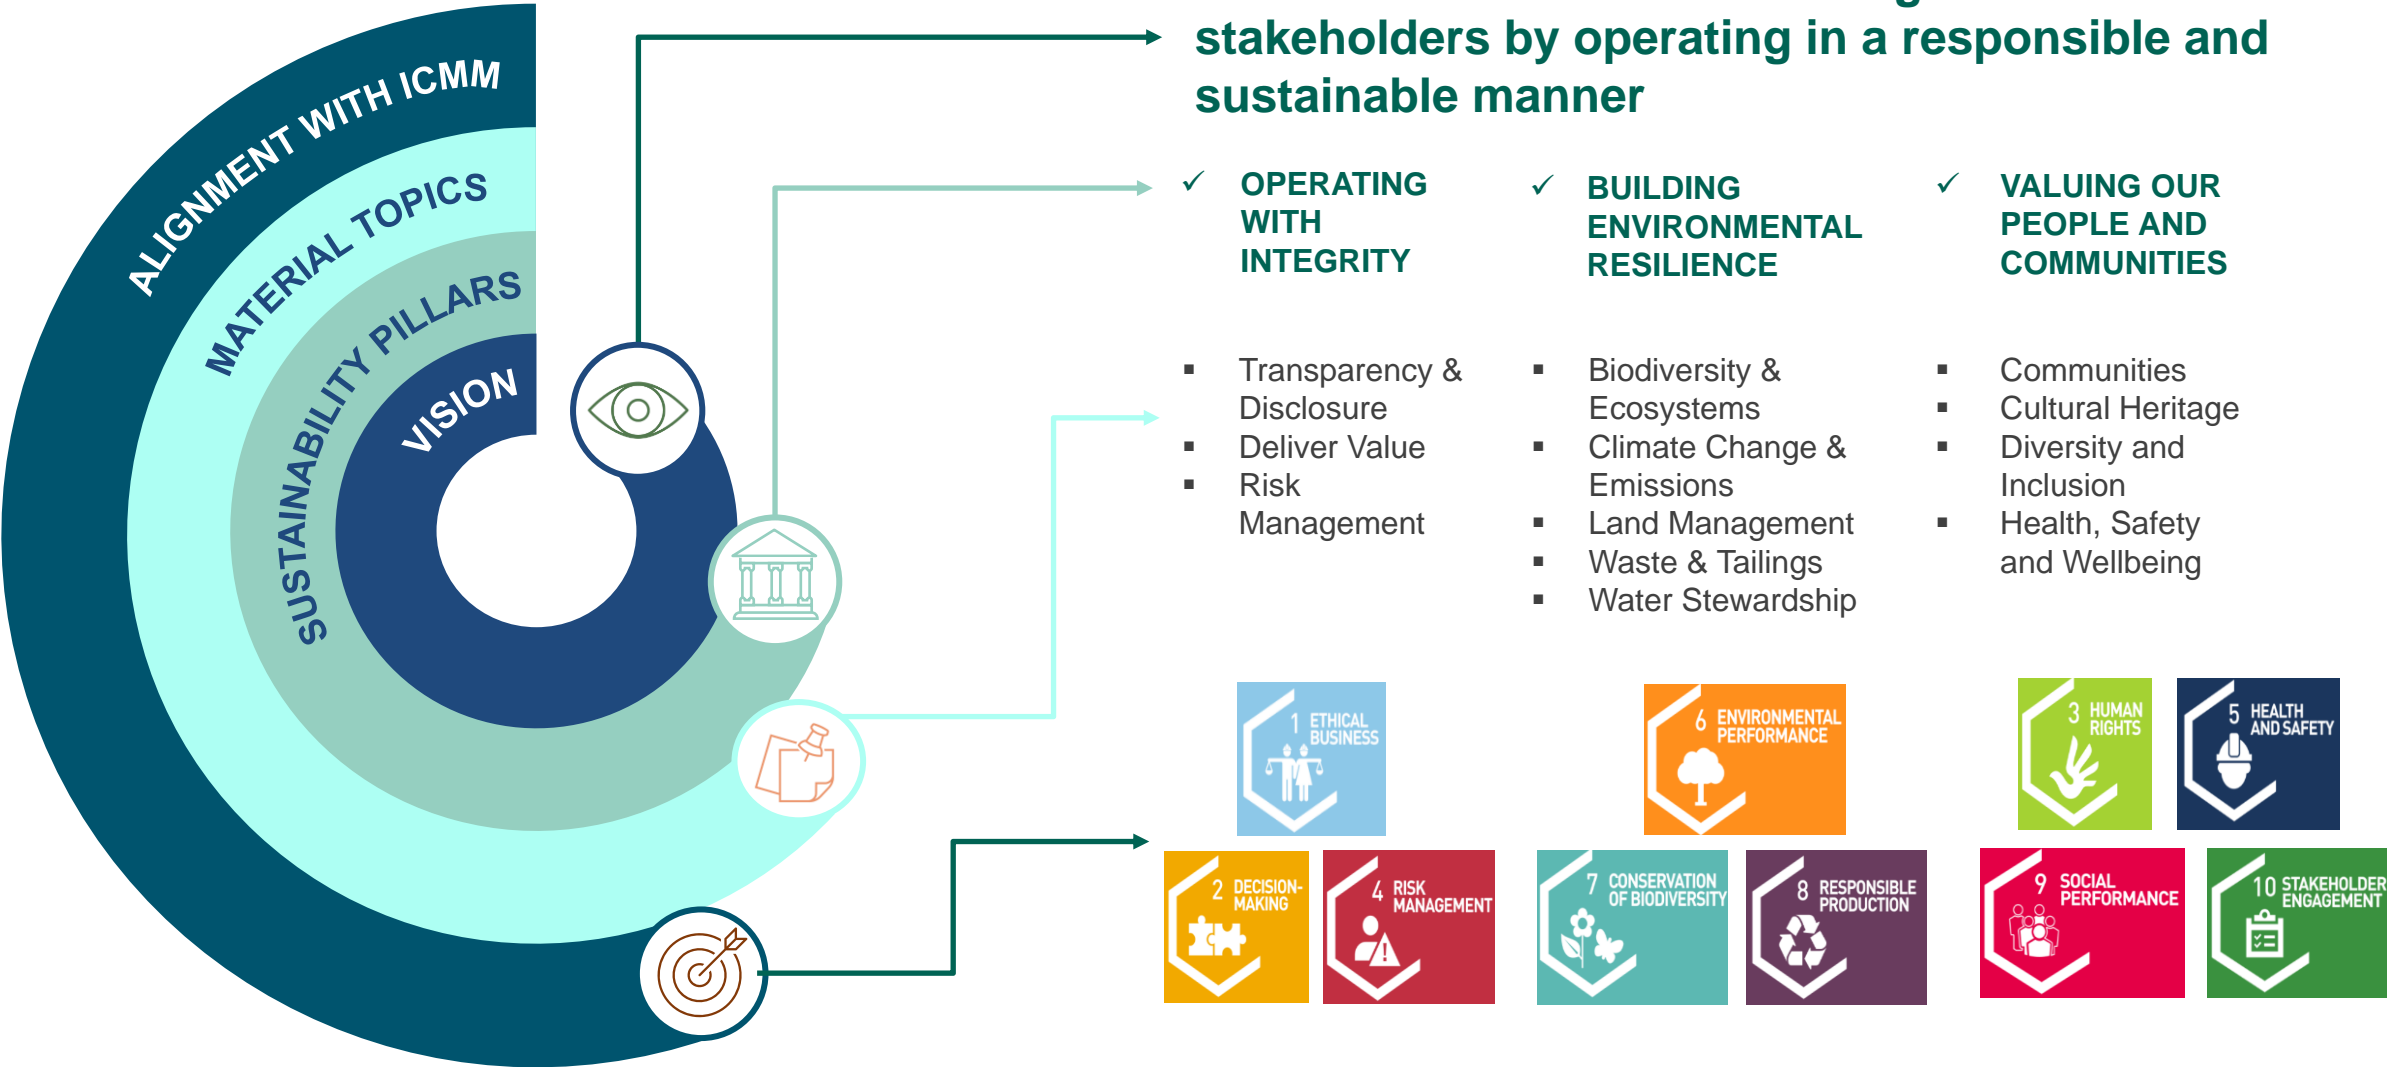 ALIGNMENT WITH ICMM
MATERIAL TOPICS
SUSTAINABILITY PILLARS
VISION
stakeholders by operating in a responsible and
sustainable manner
✓ OPERATING
WITH
INTEGRITY
✓ BUILDING
ENVIRONMENTAL
RESILIENCE
✓ VALUING OUR
PEOPLE AND
COMMUNITIES
▪ Transparency &
Disclosure
▪ Deliver Value
▪ Risk
Management
▪ Biodiversity &
Ecosystems
▪ Climate Change &
Emissions
▪ Land Management
▪ Waste & Tailings
▪ Water Stewardship
▪ Communities
▪ Cultural Heritage
▪ Diversity and
Inclusion
▪ Health, Safety
and Wellbeing
1 ETHICAL
BUSINESS
2 DECISION-
MAKING
4 RISK
MANAGEMENT
6 ENVIRONMENTAL
PERFORMANCE
7 CONSERVATION
OF BIODIVERSITY
8 RESPONSIBLE
PRODUCTION
3 HUMAN
RIGHTS
5 HEALTH
AND SAFETY
9 SOCIAL
PERFORMANCE
10 STAKEHOLDER
ENGAGEMENT